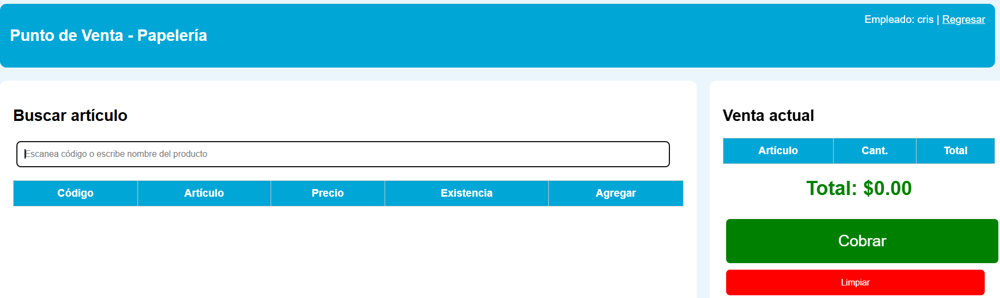 Empleado: cris | Regresar
Punto de Venta - Papelería
Buscar artículo
Escanea código o escribe nombre del producto
Código Artículo Precio Existencia Agregar
Venta actual
Artículo Cant. Total
Total: $0.00
Cobrar
Limpiar